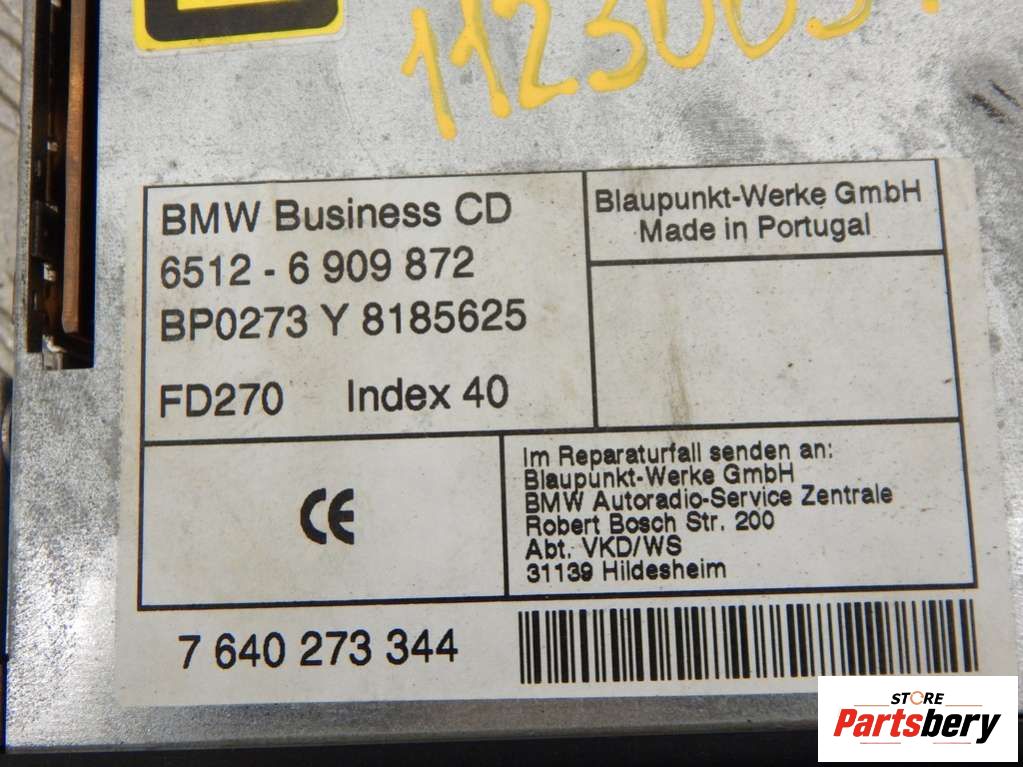 BMW Business CD
6512 - 6 909 872
BP0273 Y 8185625
FD270 Index 40
Blaupunkt-Werke GmbH
Made in Portugal
Im Reparaturfall senden an:
Blaupunkt-Werke GmbH
BMW Autoradio-Service Zentrale
Robert Bosch Str. 200
Abt. VKD/WS
31139 Hildesheim
CE
7 640 273 344
STORE
Partsbery